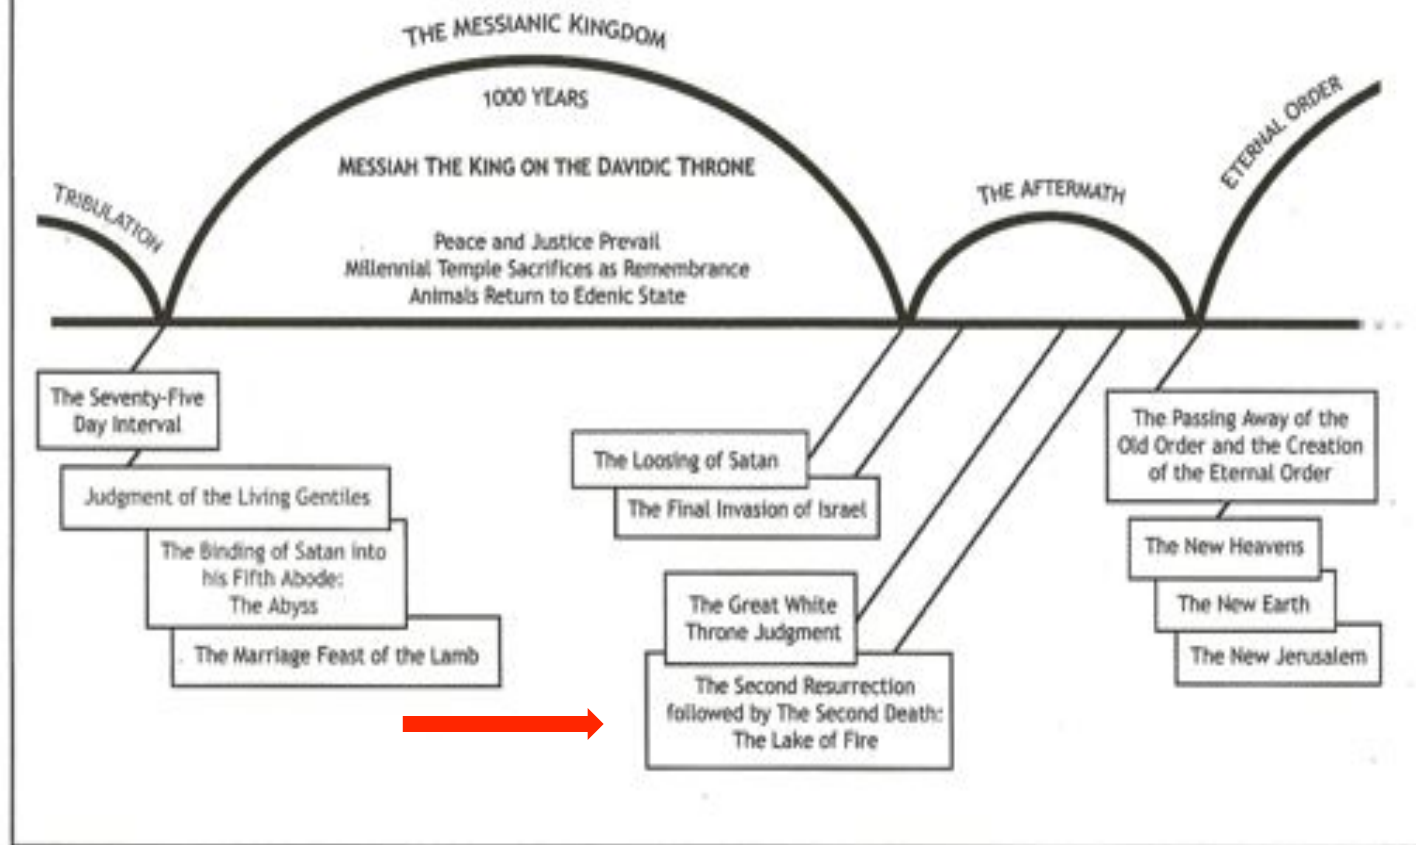 THE MESSIANIC KINGDOM
1000 YEARS
MESSIAH THE KING ON THE DAVIDIC THRONE
Peace and Justice Prevail
Millennial Temple Sacrifices as Remembrance
Animals Return to Edenic State
TRIBULATION
THE AFTERMATH
ETERNAL ORDER
The Seventy-Five
Day Interval
Judgment of the Living Gentiles
The Binding of Satan into
his Fifth Abode:
The Abyss
The Marriage Feast of the Lamb
The Loosing of Satan
The Final Invasion of Israel
The Great White
Throne Judgment
The Second Resurrection
followed by The Second Death:
The Lake of Fire
The Passing Away of the
Old Order and the Creation
of the Eternal Order
The New Heavens
The New Earth
The New Jerusalem